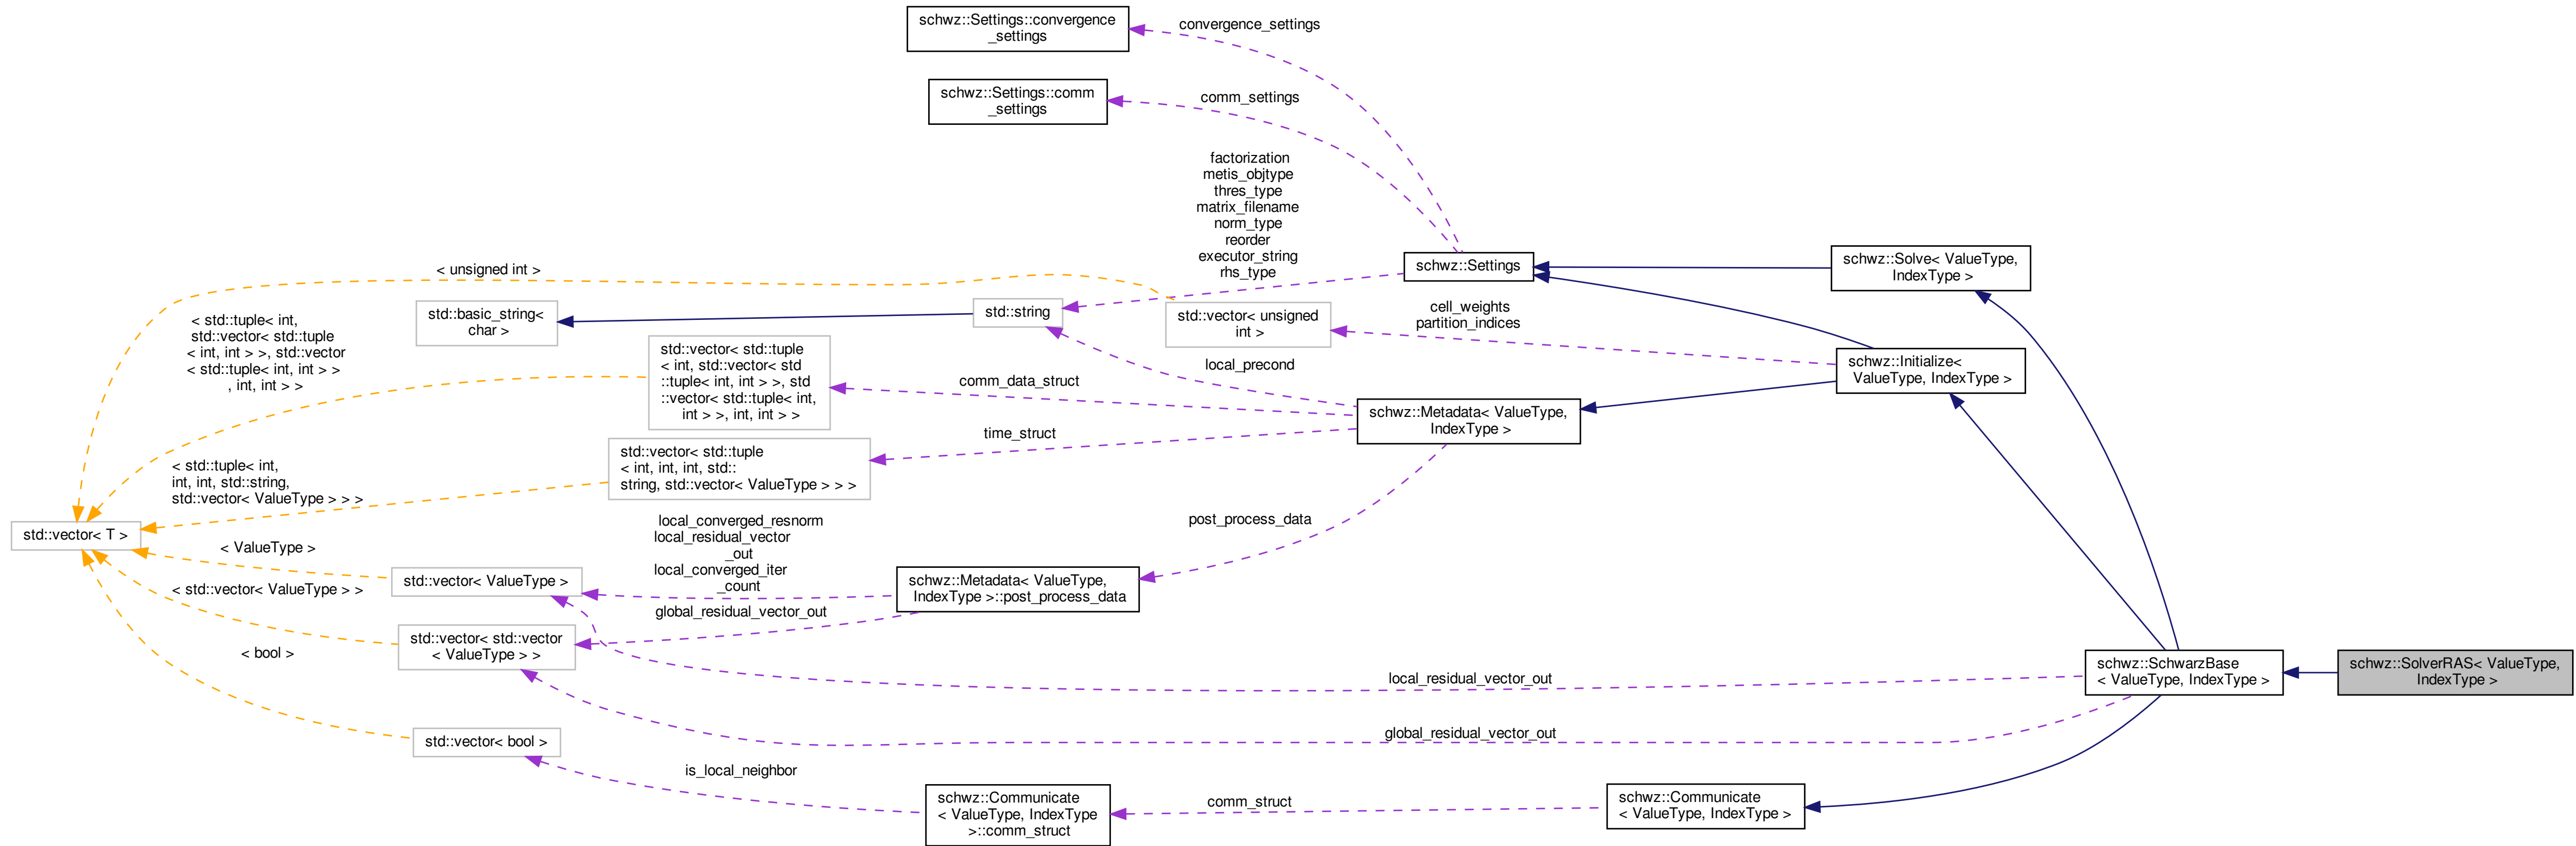 schwz::Settings::convergence
_settings
convergence_settings
schwz::Settings::comm
_settings
comm_settings
factorization
metis_objtype
thres_type
matrix_filename
norm_type
reorder
executor_string
rhs_type
schwz::Settings
schwz::Solve< ValueType,
IndexType >
< unsigned int >
std::basic_string<
char >
std::string
std::vector< unsigned
int >
cell_weights
partition_indices
< std::tuple< int,
std::vector< std::tuple
< int, int > >, std::vector
< std::tuple< int, int > >
, int, int > >
std::vector< std::tuple
< int, std::vector< std
::tuple< int, int > >, std
::vector< std::tuple< int,
int > >, int, int > >
local_precond
comm_data_struct
schwz::Initialize<
ValueType, IndexType >
schwz::Metadata< ValueType,
IndexType >
time_struct
< std::tuple< int,
int, int, std::string,
std::vector< ValueType > > >
std::vector< std::tuple
< int, int, int, std::
string, std::vector< ValueType > > >
std::vector< T >
< ValueType >
local_converged_resnorm
local_residual_vector
_out
local_converged_iter
_count
post_process_data
std::vector< ValueType >
schwz::Metadata< ValueType,
IndexType >::post_process_data
< std::vector< ValueType > >
global_residual_vector_out
std::vector< std::vector
< ValueType > >
< bool >
local_residual_vector_out
schwz::SchwarzBase
< ValueType, IndexType >
schwz::SolverRAS< ValueType,
IndexType >
global_residual_vector_out
std::vector< bool >
is_local_neighbor
schwz::Communicate
< ValueType, IndexType
>::comm_struct
comm_struct
schwz::Communicate
< ValueType, IndexType >